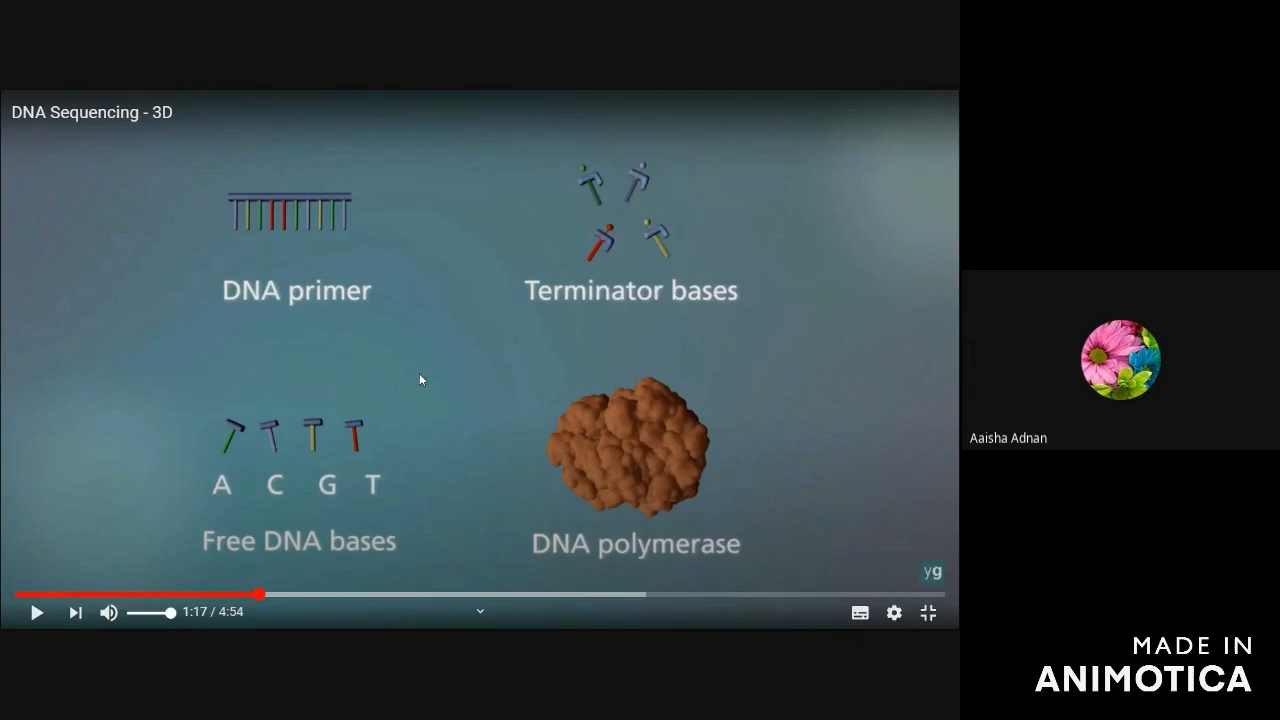 DNA Sequencing - 3D
DNA primer
Terminator bases
A C G T
Free DNA bases
DNA polymerase
yg
1:17 / 4:54
Aaisha Adnan
MADE IN
ANIMOTICA